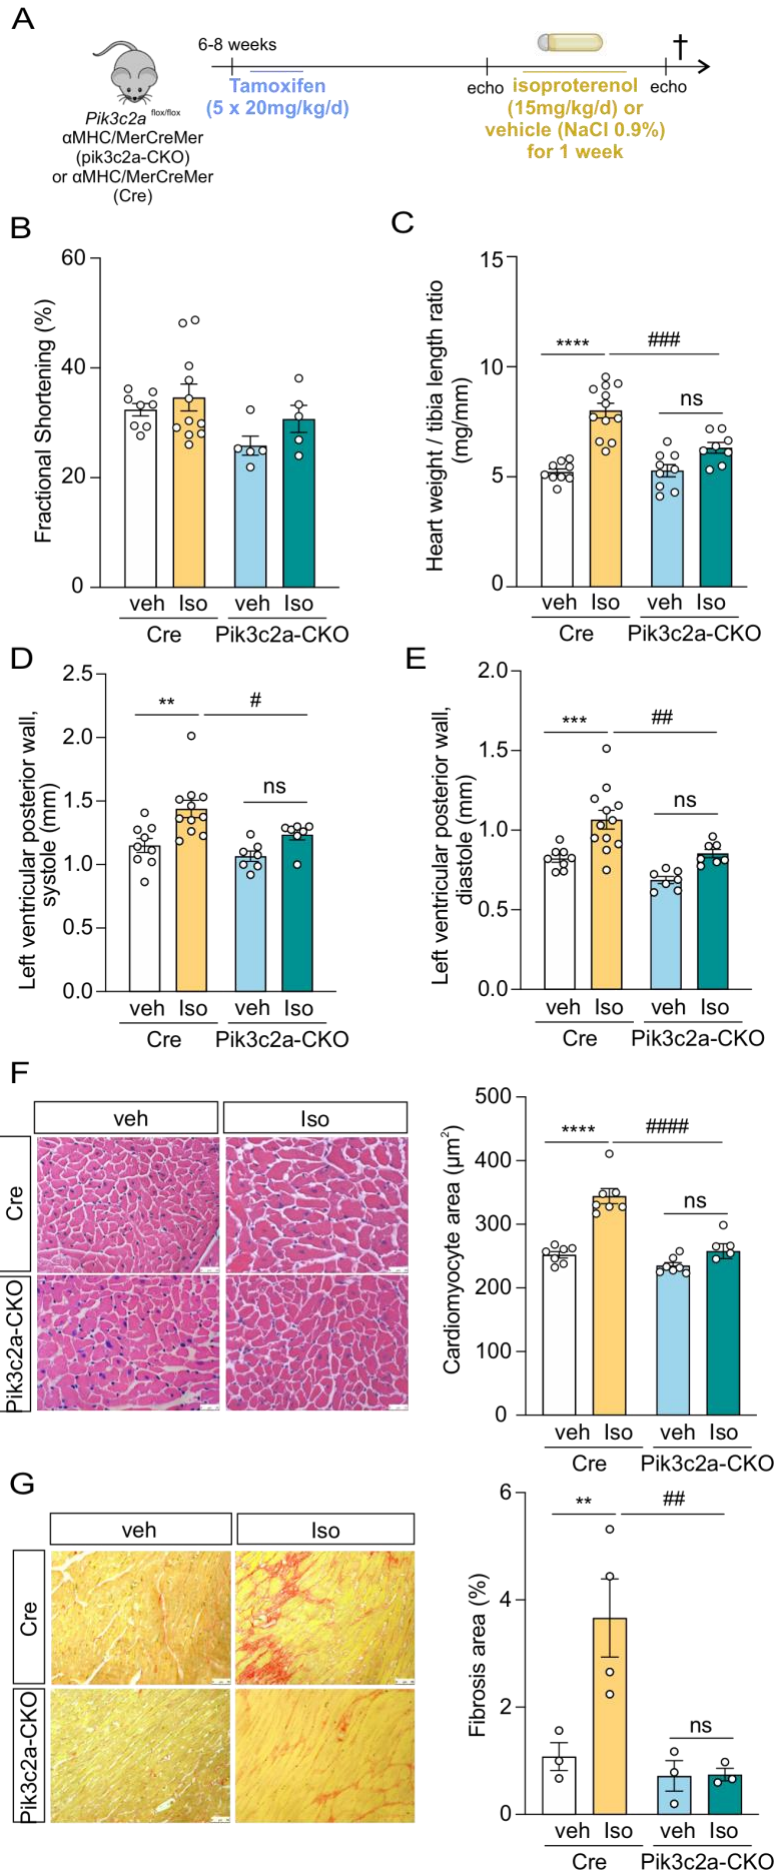 A
6-8 weeks
†
Tamoxifen
(5 x 20mg/kg/d)
echo
isoproterenol
(15mg/kg/d) or
vehicle (NaCl 0.9%)
for 1 week
echo
Pik3c2a flox/flox
αMHC/MerCreMer
(pik3c2a-CKO)
or αMHC/MerCreMer
(Cre)
B
Fractional Shortening (%)
60
40
20
0
veh Iso veh Iso
Cre Pik3c2a-CKO
C
Heart weight / tibia length ratio
(mg/mm)
15
10
5
0
**** ###
ns
veh Iso veh Iso
Cre Pik3c2a-CKO
D
Left ventricular posterior wall,
systole (mm)
2.5
2.0
1.5
1.0
0.5
0.0
** #
ns
veh Iso veh Iso
Cre Pik3c2a-CKO
E
Left ventricular posterior wall,
diastole (mm)
2.0
1.5
1.0
0.5
0.0
*** ##
ns
veh Iso veh Iso
Cre Pik3c2a-CKO
F
veh Iso
Cre
Pik3c2a-CKO
Cardiomyocyte area (µm²)
500
400
300
200
100
0
**** ####
ns
veh Iso veh Iso
Cre Pik3c2a-CKO
G
veh Iso
Cre
Pik3c2a-CKO
Fibrosis area (%)
6
4
2
0
** ##
ns
veh Iso veh Iso
Cre Pik3c2a-CKO